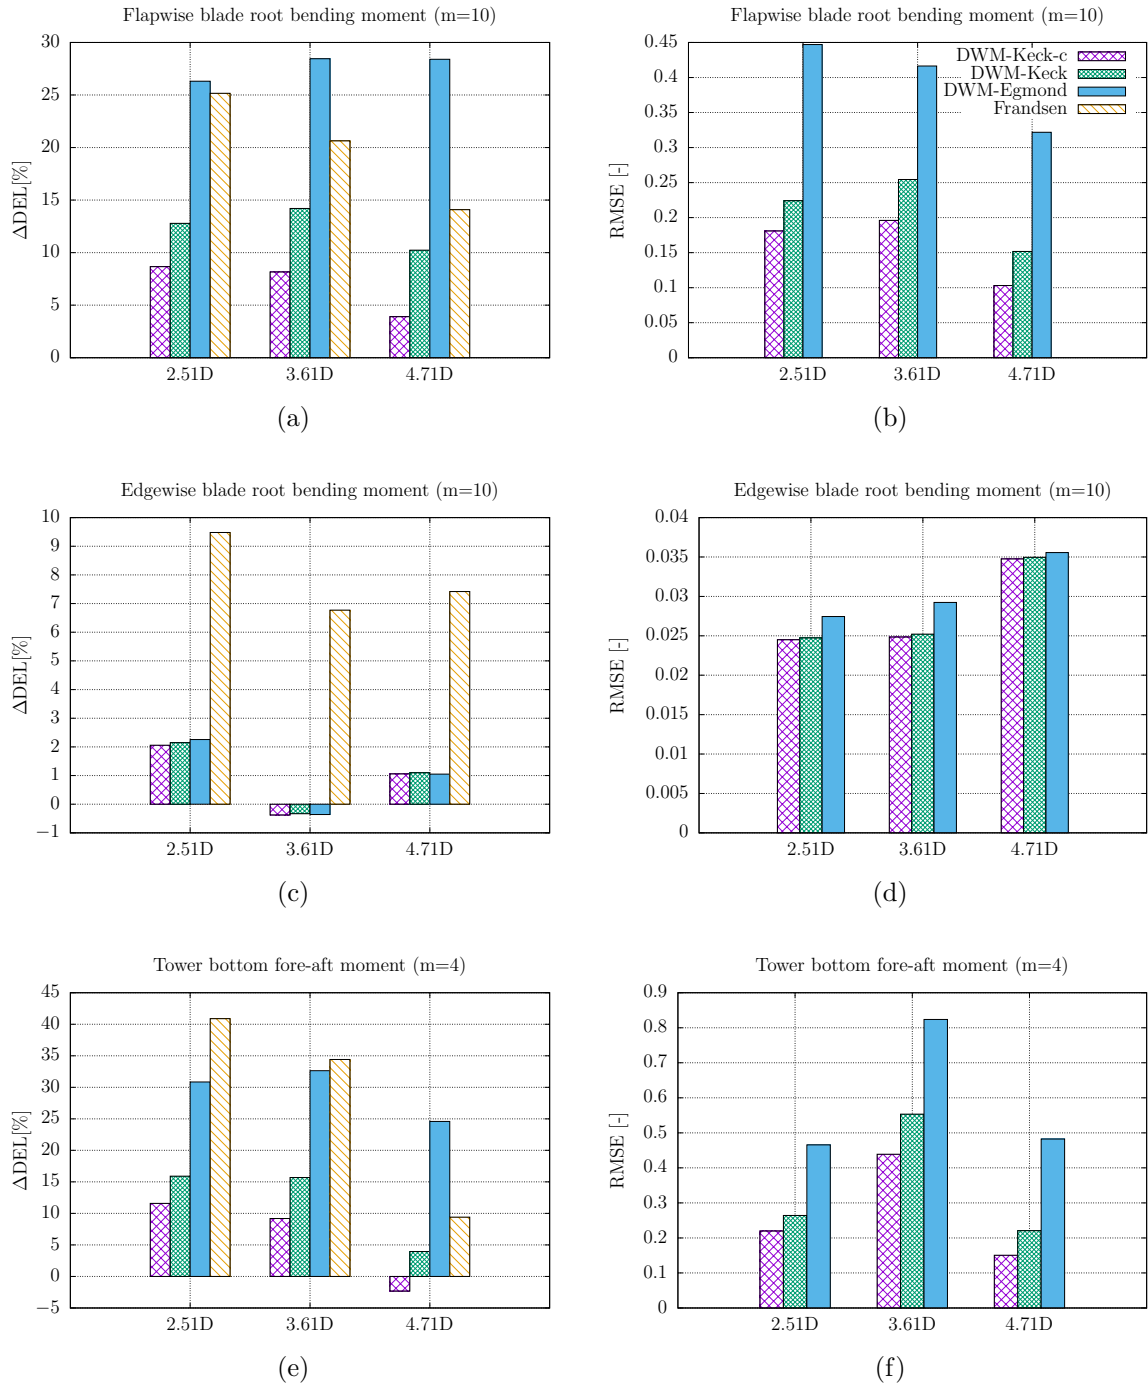 Flapwise blade root bending moment (m=10)
30
25
20
15
10
5
0
ΔDEL[%]
2.51D 3.61D 4.71D
(a)
Flapwise blade root bending moment (m=10)
0.45
0.4
0.35
0.3
0.25
0.2
0.15
0.1
0.05
0
RMSE [-]
DWM-Keck-c
DWM-Keck
DWM-Egmond
Frandsen
2.51D 3.61D 4.71D
(b)
Edgewise blade root bending moment (m=10)
10
9
8
7
6
5
4
3
2
1
0
−1
ΔDEL[%]
2.51D 3.61D 4.71D
(c)
Edgewise blade root bending moment (m=10)
0.04
0.035
0.03
0.025
0.02
0.015
0.01
0.005
0
RMSE [-]
2.51D 3.61D 4.71D
(d)
Tower bottom fore-aft moment (m=4)
45
40
35
30
25
20
15
10
5
0
−5
ΔDEL[%]
2.51D 3.61D 4.71D
(e)
Tower bottom fore-aft moment (m=4)
0.9
0.8
0.7
0.6
0.5
0.4
0.3
0.2
0.1
0
RMSE [-]
2.51D 3.61D 4.71D
(f)